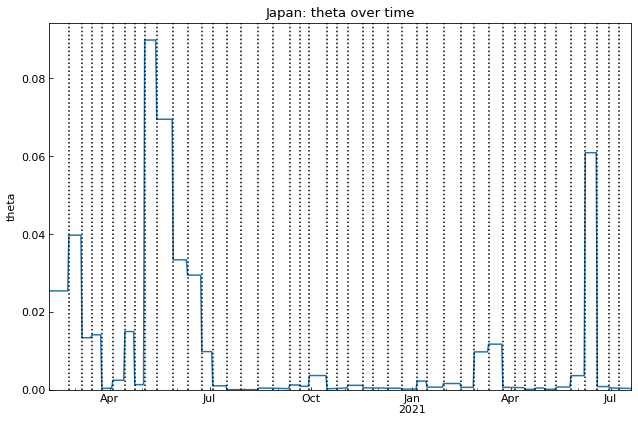 Japan: theta over time
theta
0.08
0.06
0.04
0.02
0.00
Apr
Jul
Oct
Jan
2021
Apr
Jul